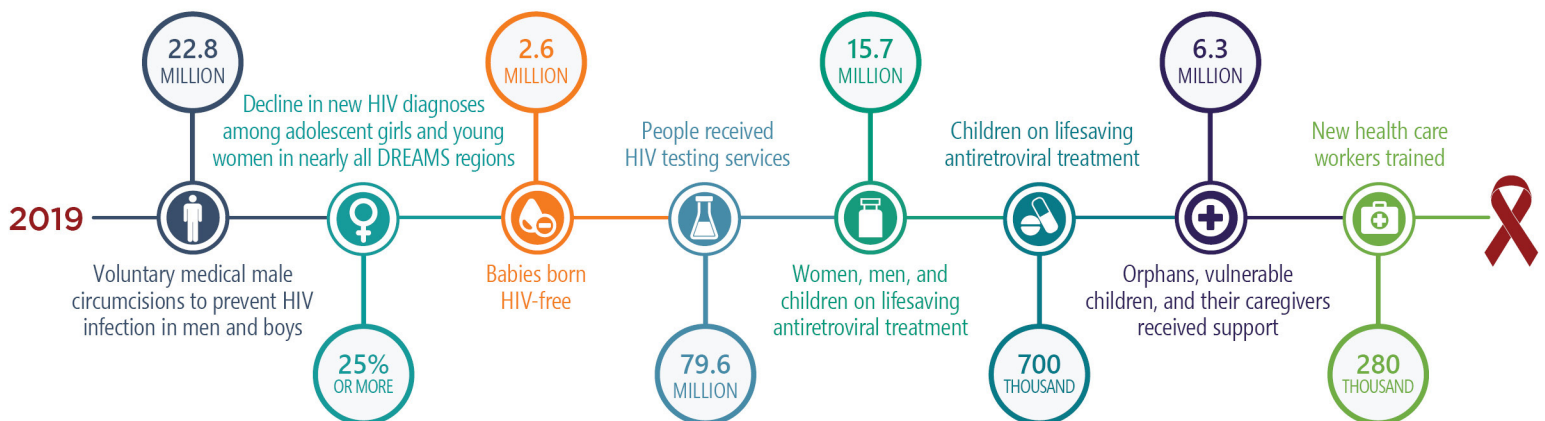 2019
22.8
MILLION
Voluntary medical male
circumcisions to prevent HIV
infection in men and boys
Decline in new HIV diagnoses
among adolescent girls and young
women in nearly all DREAMS regions
25%
OR MORE
2.6
MILLION
Babies born
HIV-free
People received
HIV testing services
79.6
MILLION
15.7
MILLION
Women, men, and
children on lifesaving
antiretroviral treatment
Children on lifesaving
antiretroviral treatment
700
THOUSAND
6.3
MILLION
Orphans, vulnerable
children, and their caregivers
received support
New health care
workers trained
280
THOUSAND